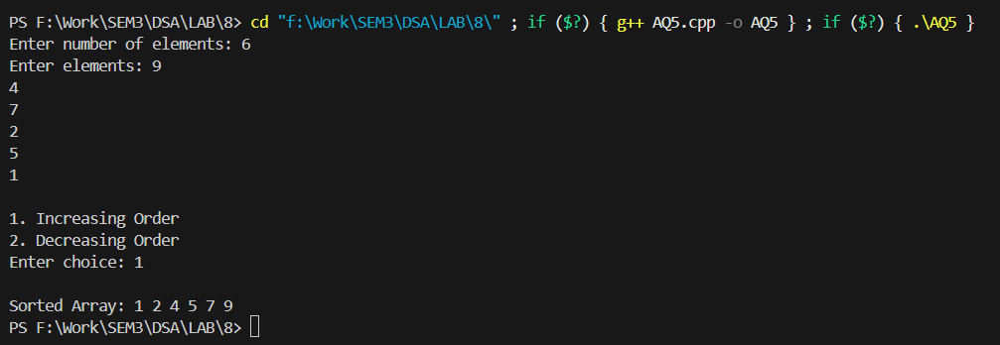 PS F:\Work\SEM3\DSA\LAB\8> cd "f:\Work\SEM3\DSA\LAB\8\" ; if ($?) { g++ AQ5.cpp -o AQ5 } ; if ($?) { .\AQ5 }
Enter number of elements: 6
Enter elements: 9
4
7
2
5
1
1. Increasing Order
2. Decreasing Order
Enter choice: 1
Sorted Array: 1 2 4 5 7 9
PS F:\Work\SEM3\DSA\LAB\8>